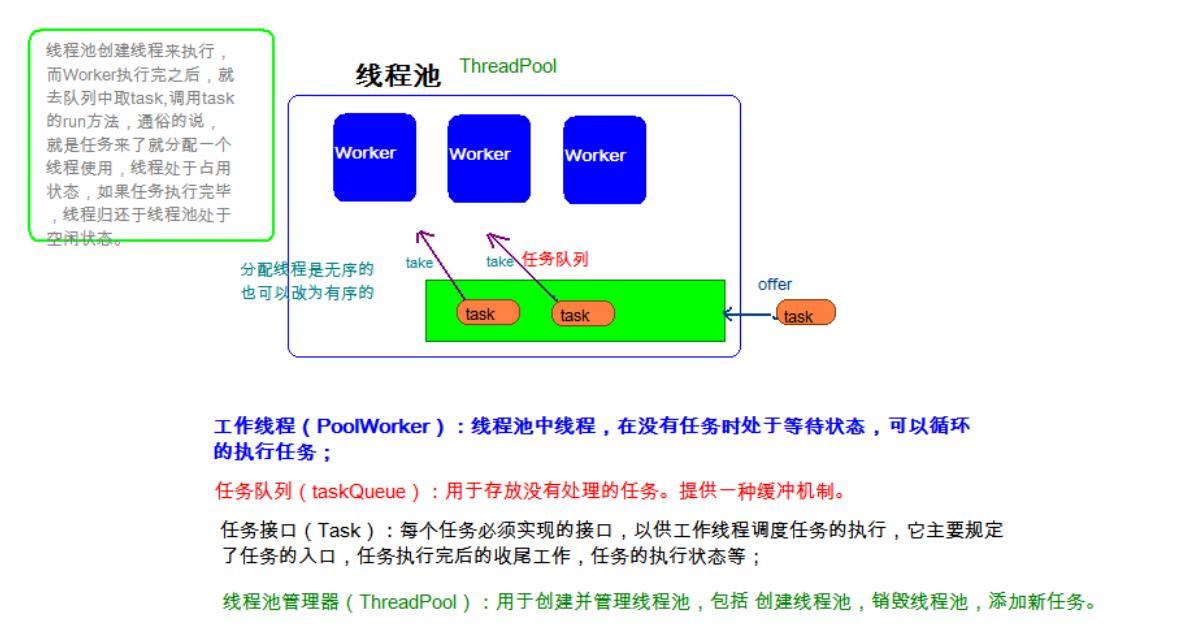 线程池创建线程来执行，
而Worker执行完之后，就
去队列中取task,调用task
的run方法，通俗的说，
就是任务来了就分配一个
线程使用，线程处于占用
状态，如果任务执行完毕
，线程归还于线程池处于
空闲状态。
线程池 ThreadPool
Worker Worker Worker
分配线程是无序的
也可以改为有序的
take take 任务队列
offer
task task task
工作线程（PoolWorker）：线程池中线程，在没有任务时处于等待状态，可以循环
的执行任务；
任务队列（taskQueue）：用于存放没有处理的任务。提供一种缓冲机制。
任务接口（Task）：每个任务必须实现的接口，以供工作线程调度任务的执行，它主要规定
了任务的入口，任务执行完后的收尾工作，任务的执行状态等；
线程池管理器（ThreadPool）：用于创建并管理线程池，包括 创建线程池，销毁线程池，添加新任务。